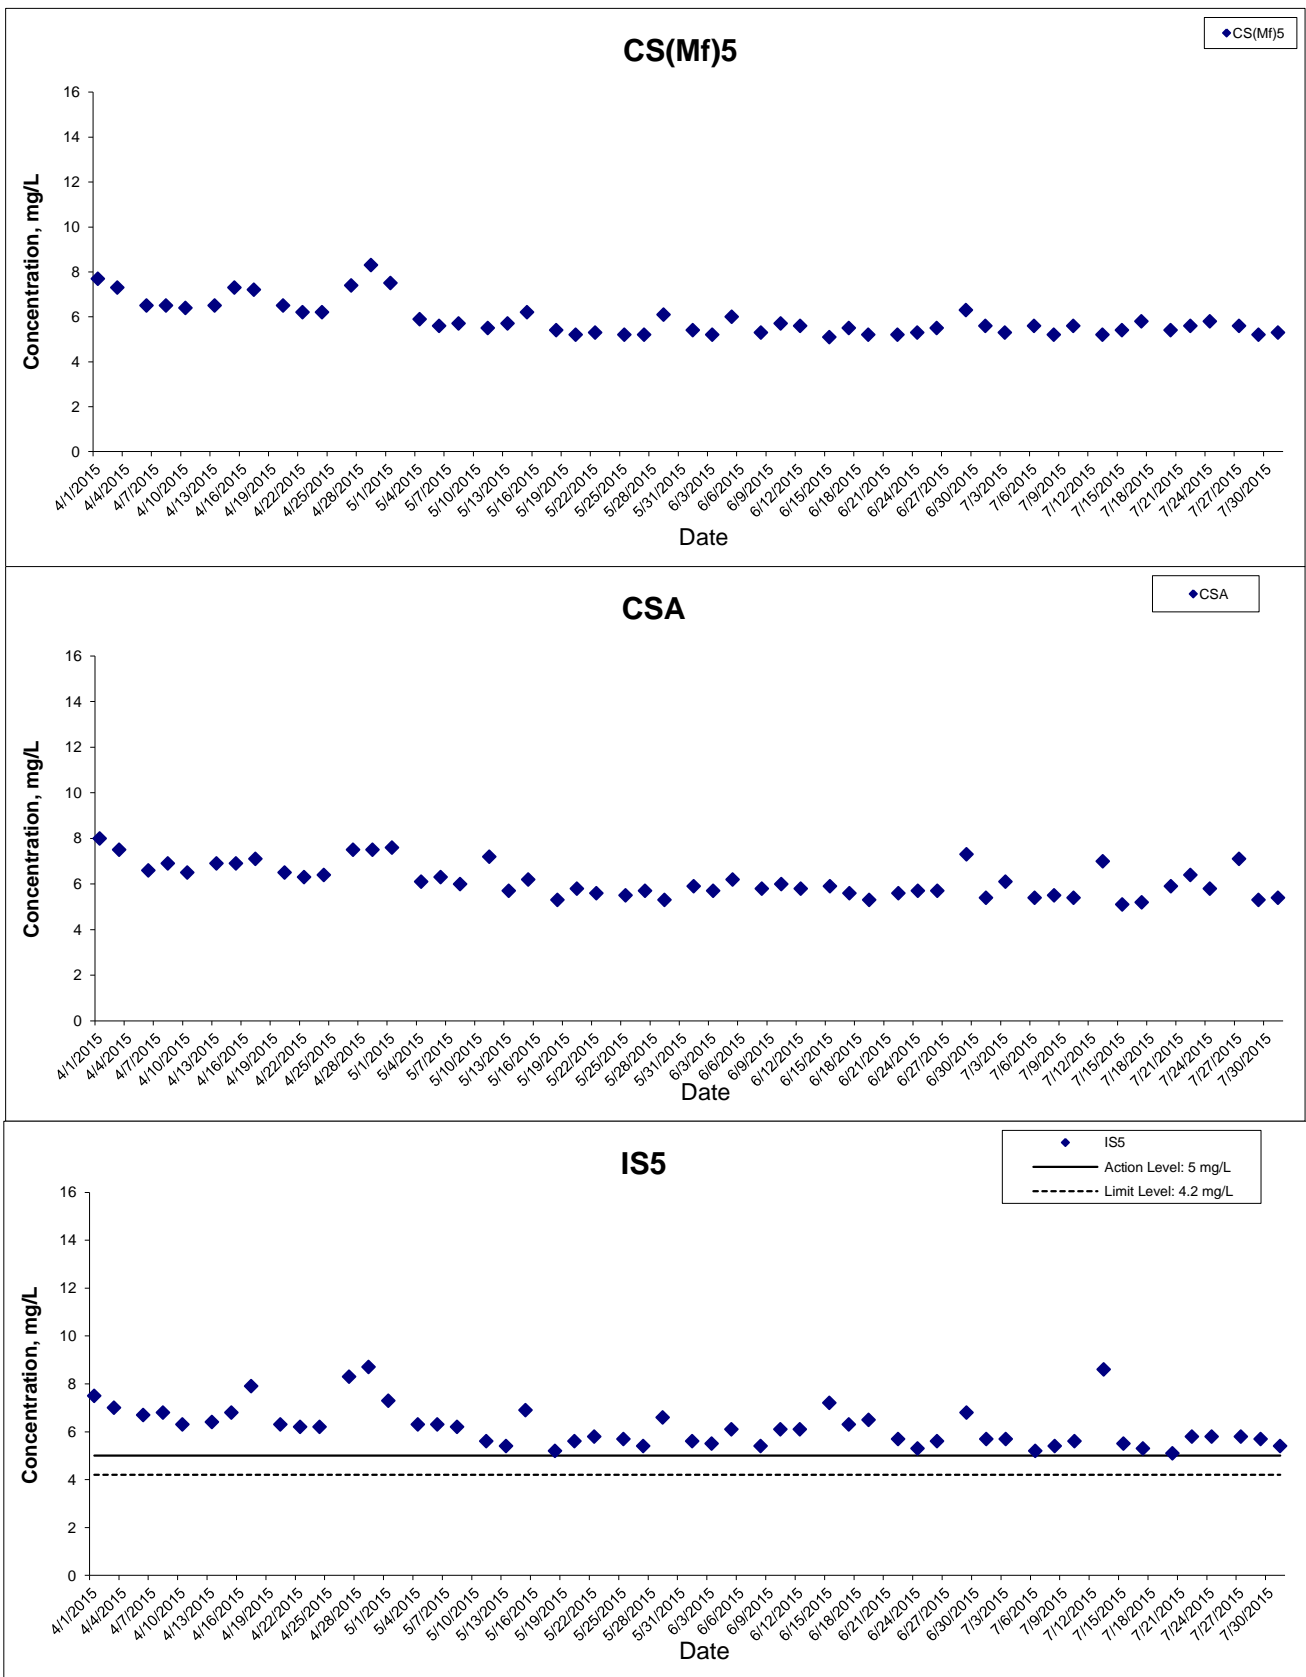 CS(Mf)5
CS(Mf)5
Concentration, mg/L
16
14
12
10
8
6
4
2
0
4/1/2015 4/4/2015 4/7/2015 4/10/2015 4/13/2015 4/16/2015 4/19/2015 4/22/2015 4/25/2015 4/28/2015 5/1/2015 5/4/2015 5/7/2015 5/10/2015 5/13/2015 5/16/2015 5/19/2015 5/22/2015 5/25/2015 5/28/2015 5/31/2015 6/3/2015 6/6/2015 6/9/2015 6/12/2015 6/15/2015 6/18/2015 6/21/2015 6/24/2015 6/27/2015 6/30/2015 7/3/2015 7/6/2015 7/9/2015 7/12/2015 7/15/2015 7/18/2015 7/21/2015 7/24/2015 7/27/2015 7/30/2015
Date
CSA
CSA
Concentration, mg/L
16
14
12
10
8
6
4
2
0
4/1/2015 4/4/2015 4/7/2015 4/10/2015 4/13/2015 4/16/2015 4/19/2015 4/22/2015 4/25/2015 4/28/2015 5/1/2015 5/4/2015 5/7/2015 5/10/2015 5/13/2015 5/16/2015 5/19/2015 5/22/2015 5/25/2015 5/28/2015 5/31/2015 6/3/2015 6/6/2015 6/9/2015 6/12/2015 6/15/2015 6/18/2015 6/21/2015 6/24/2015 6/27/2015 6/30/2015 7/3/2015 7/6/2015 7/9/2015 7/12/2015 7/15/2015 7/18/2015 7/21/2015 7/24/2015 7/27/2015 7/30/2015
Date
IS5
IS5
Action Level: 5 mg/L
Limit Level: 4.2 mg/L
Concentration, mg/L
16
14
12
10
8
6
4
2
0
4/1/2015 4/4/2015 4/7/2015 4/10/2015 4/13/2015 4/16/2015 4/19/2015 4/22/2015 4/25/2015 4/28/2015 5/1/2015 5/4/2015 5/7/2015 5/10/2015 5/13/2015 5/16/2015 5/19/2015 5/22/2015 5/25/2015 5/28/2015 5/31/2015 6/3/2015 6/6/2015 6/9/2015 6/12/2015 6/15/2015 6/18/2015 6/21/2015 6/24/2015 6/27/2015 6/30/2015 7/3/2015 7/6/2015 7/9/2015 7/12/2015 7/15/2015 7/18/2015 7/21/2015 7/24/2015 7/27/2015 7/30/2015
Date